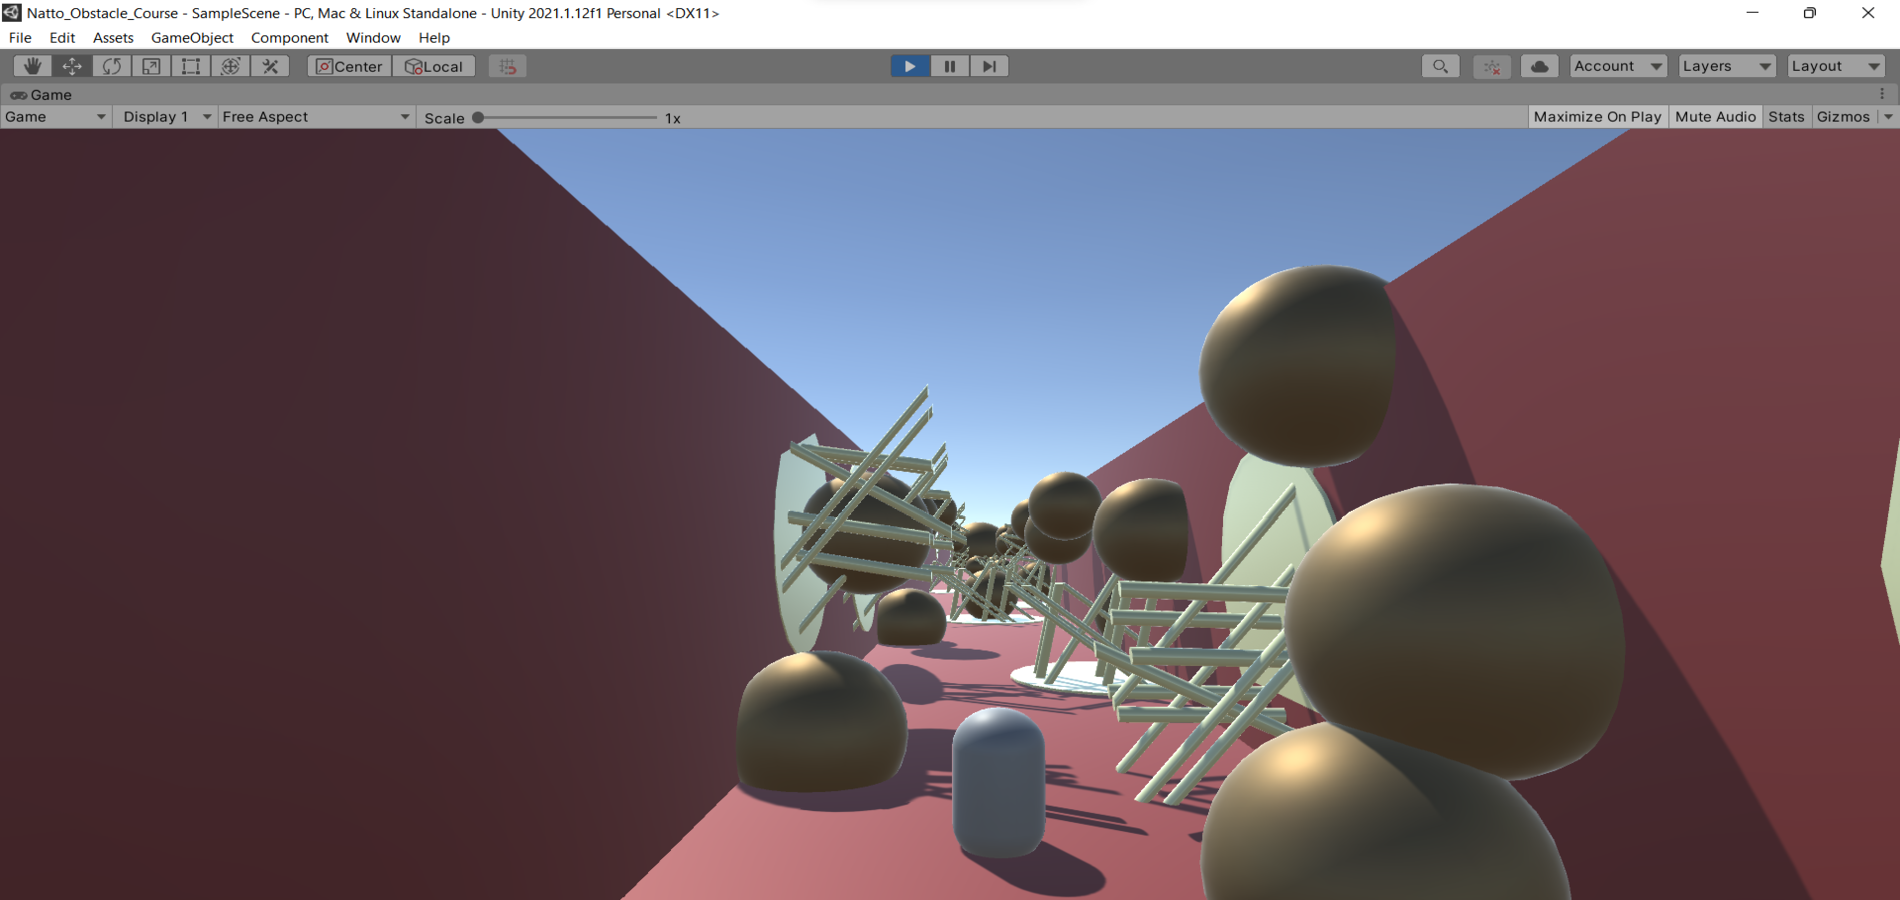 Natto_Obstacle_Course - SampleScene - PC, Mac & Linux Standalone - Unity 2021.1.12f1 Personal <DX11>
File Edit Assets GameObject Component Window Help
Center Local Account Layers Layout
Game
Game Display 1 Free Aspect Scale 1x Maximize On Play Mute Audio Stats Gizmos